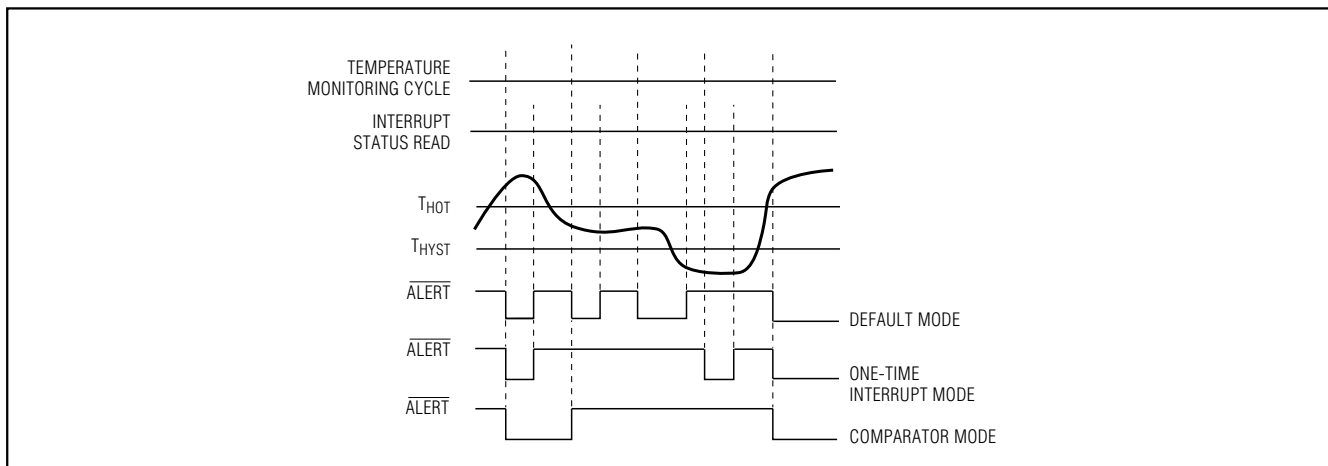 TEMPERATURE
MONITORING CYCLE
INTERRUPT
STATUS READ
THOT
THYST
ALERT
DEFAULT MODE
ALERT
ONE-TIME
INTERRUPT MODE
ALERT
COMPARATOR MODE